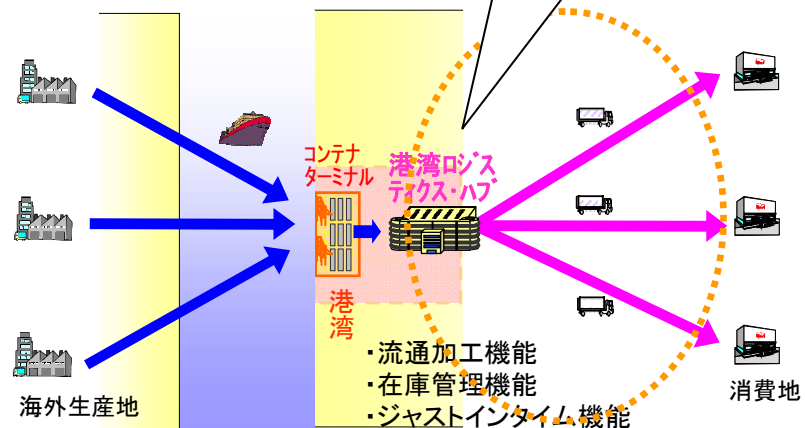 コンテナ
ターミナル
港湾ロジス
ティクス・ハブ
港
湾
・流通加工機能
・在庫管理機能
・ジャストインタイム機能
海外生産地
消費地